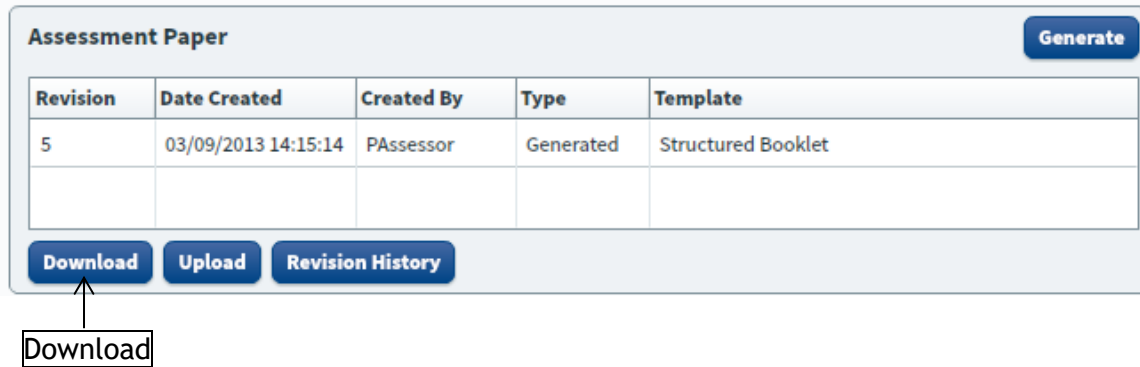 Assessment Paper Generate
Revision Date Created Created By Type Template
5 03/09/2013 14:15:14 PAssessor Generated Structured Booklet
Download Upload Revision History
Download